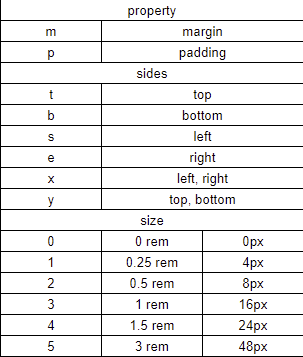 property
m margin
p padding
sides
t top
b bottom
s left
e right
x left, right
y top, bottom
size
0 0 rem 0px
1 0.25 rem 4px
2 0.5 rem 8px
3 1 rem 16px
4 1.5 rem 24px
5 3 rem 48px